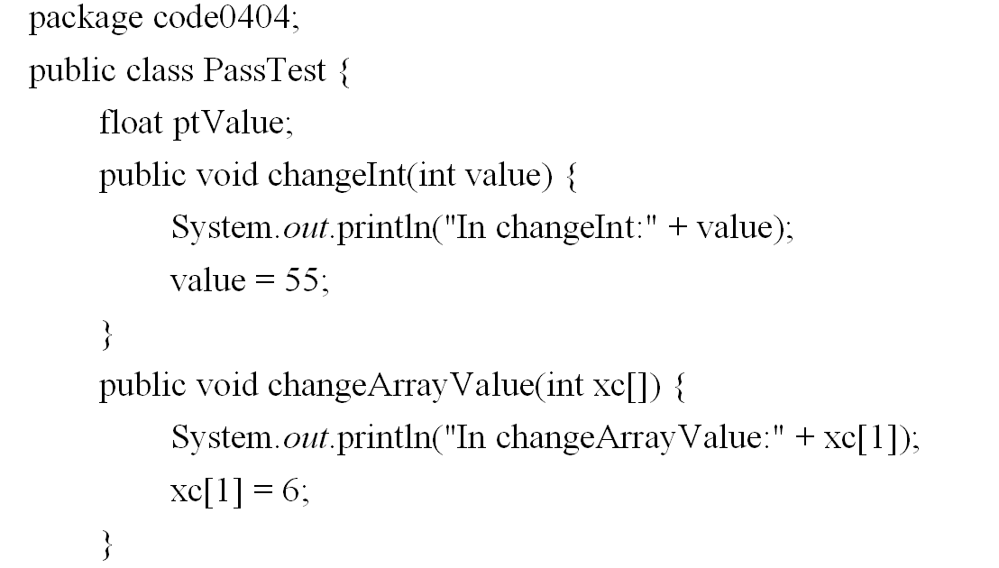 package code0404;
public class PassTest {
float ptValue;
public void changeInt(int value) {
System.out.println("In changeInt:" + value);
value = 55;
}
public void changeArrayValue(int xc[]) {
System.out.println("In changeArrayValue:" + xc[1]);
xc[1] = 6;
}